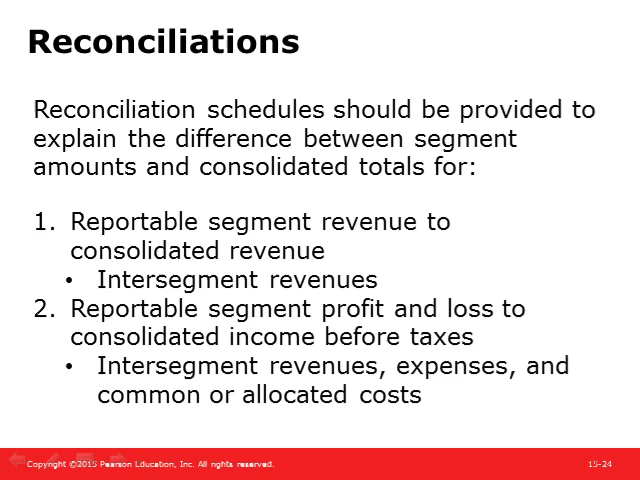 Reconciliations
Reconciliation schedules should be provided to
explain the difference between segment
amounts and consolidated totals for:
1. Reportable segment revenue to
consolidated revenue
• Intersegment revenues
2. Reportable segment profit and loss to
consolidated income before taxes
• Intersegment revenues, expenses, and
common or allocated costs
Copyright ©2015 Pearson Education, Inc. All rights reserved.
15-24